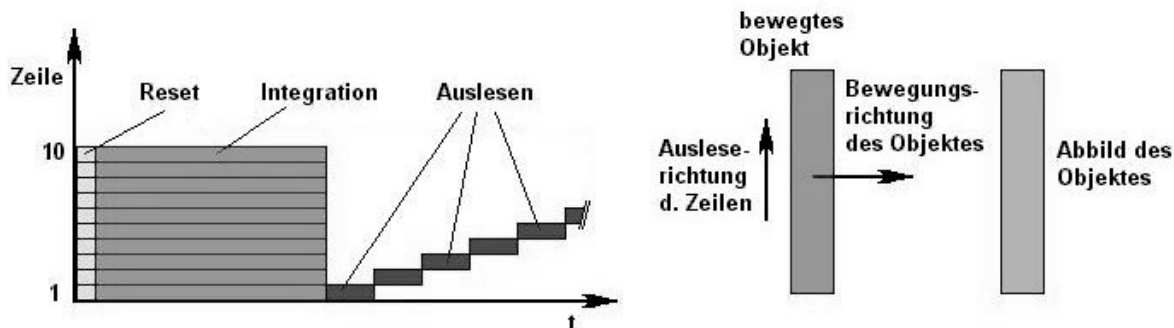 Zeile
Reset
Integration
Auslesen
10
1
t
bewegtes
Objekt
Bewegungs-
richtung
des Objektes
Auslese-
richtung
d. Zeilen
Abbild des
Objektes